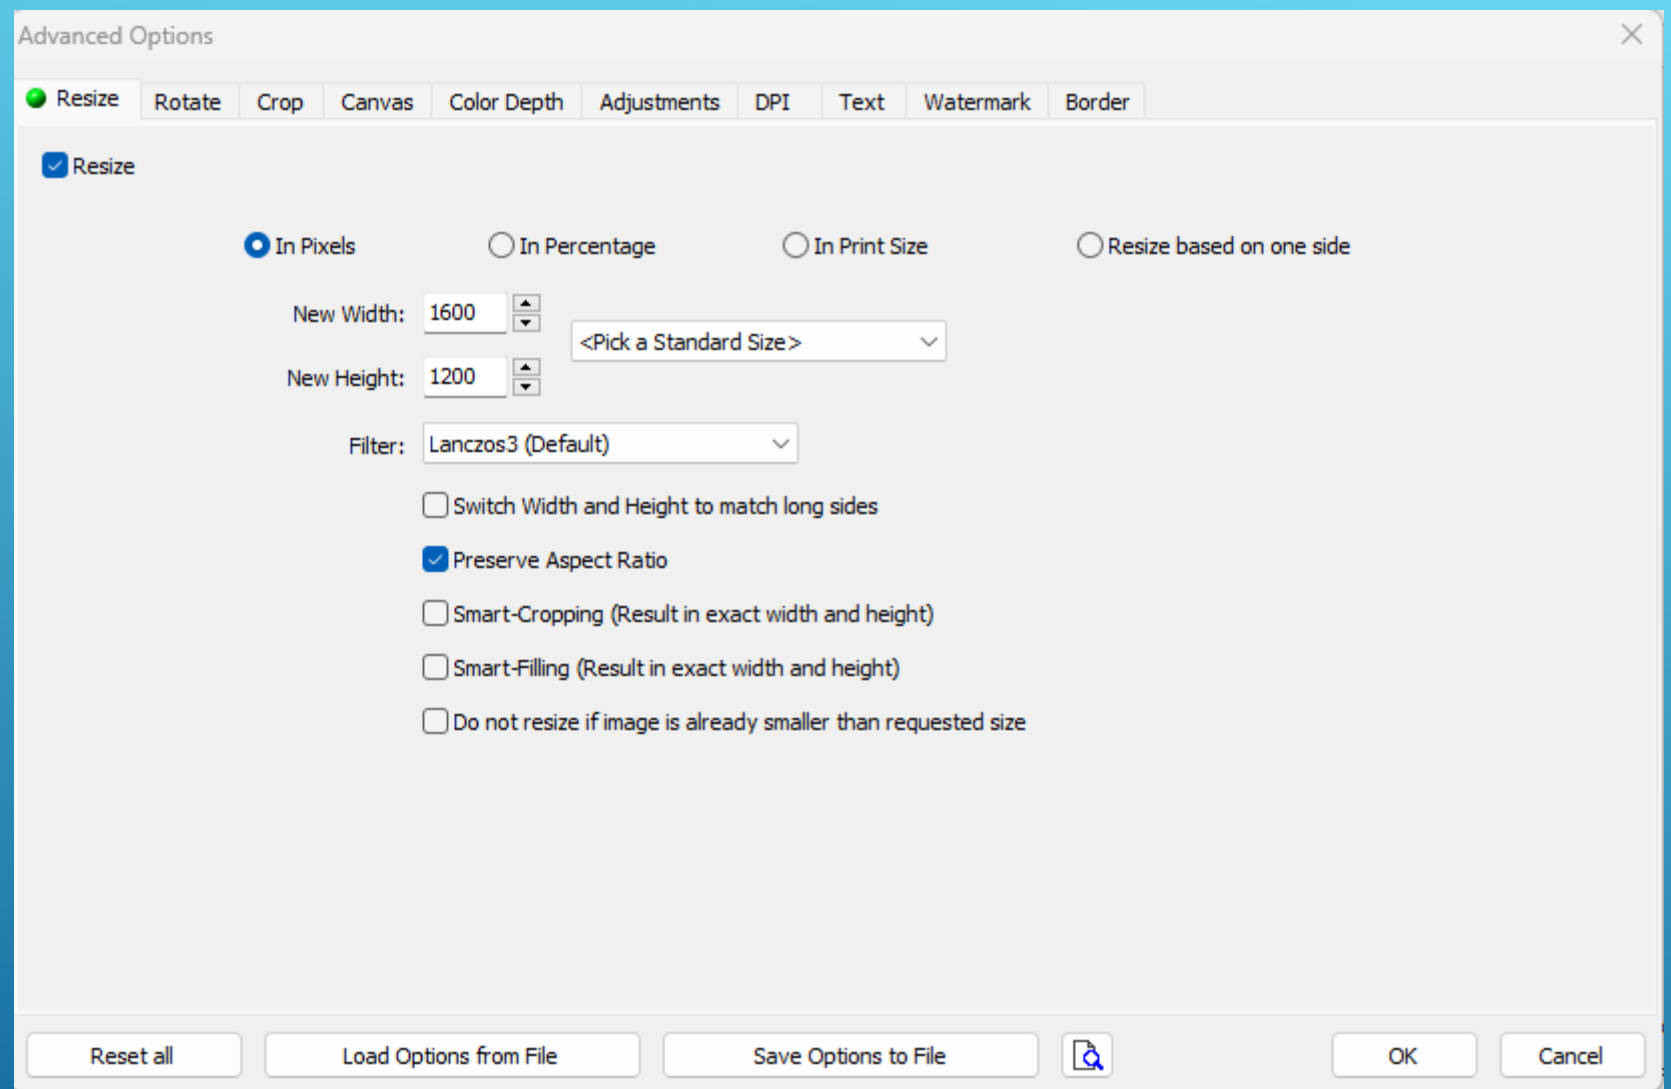 Advanced Options
Resize Rotate Crop Canvas Color Depth Adjustments DPI Text Watermark Border
Resize
In Pixels In Percentage In Print Size Resize based on one side
New Width: 1600
<Pick a Standard Size>
New Height: 1200
Filter: Lanczos3 (Default)
Switch Width and Height to match long sides
Preserve Aspect Ratio
Smart-Cropping (Result in exact width and height)
Smart-Filling (Result in exact width and height)
Do not resize if image is already smaller than requested size
Reset all Load Options from File Save Options to File OK Cancel